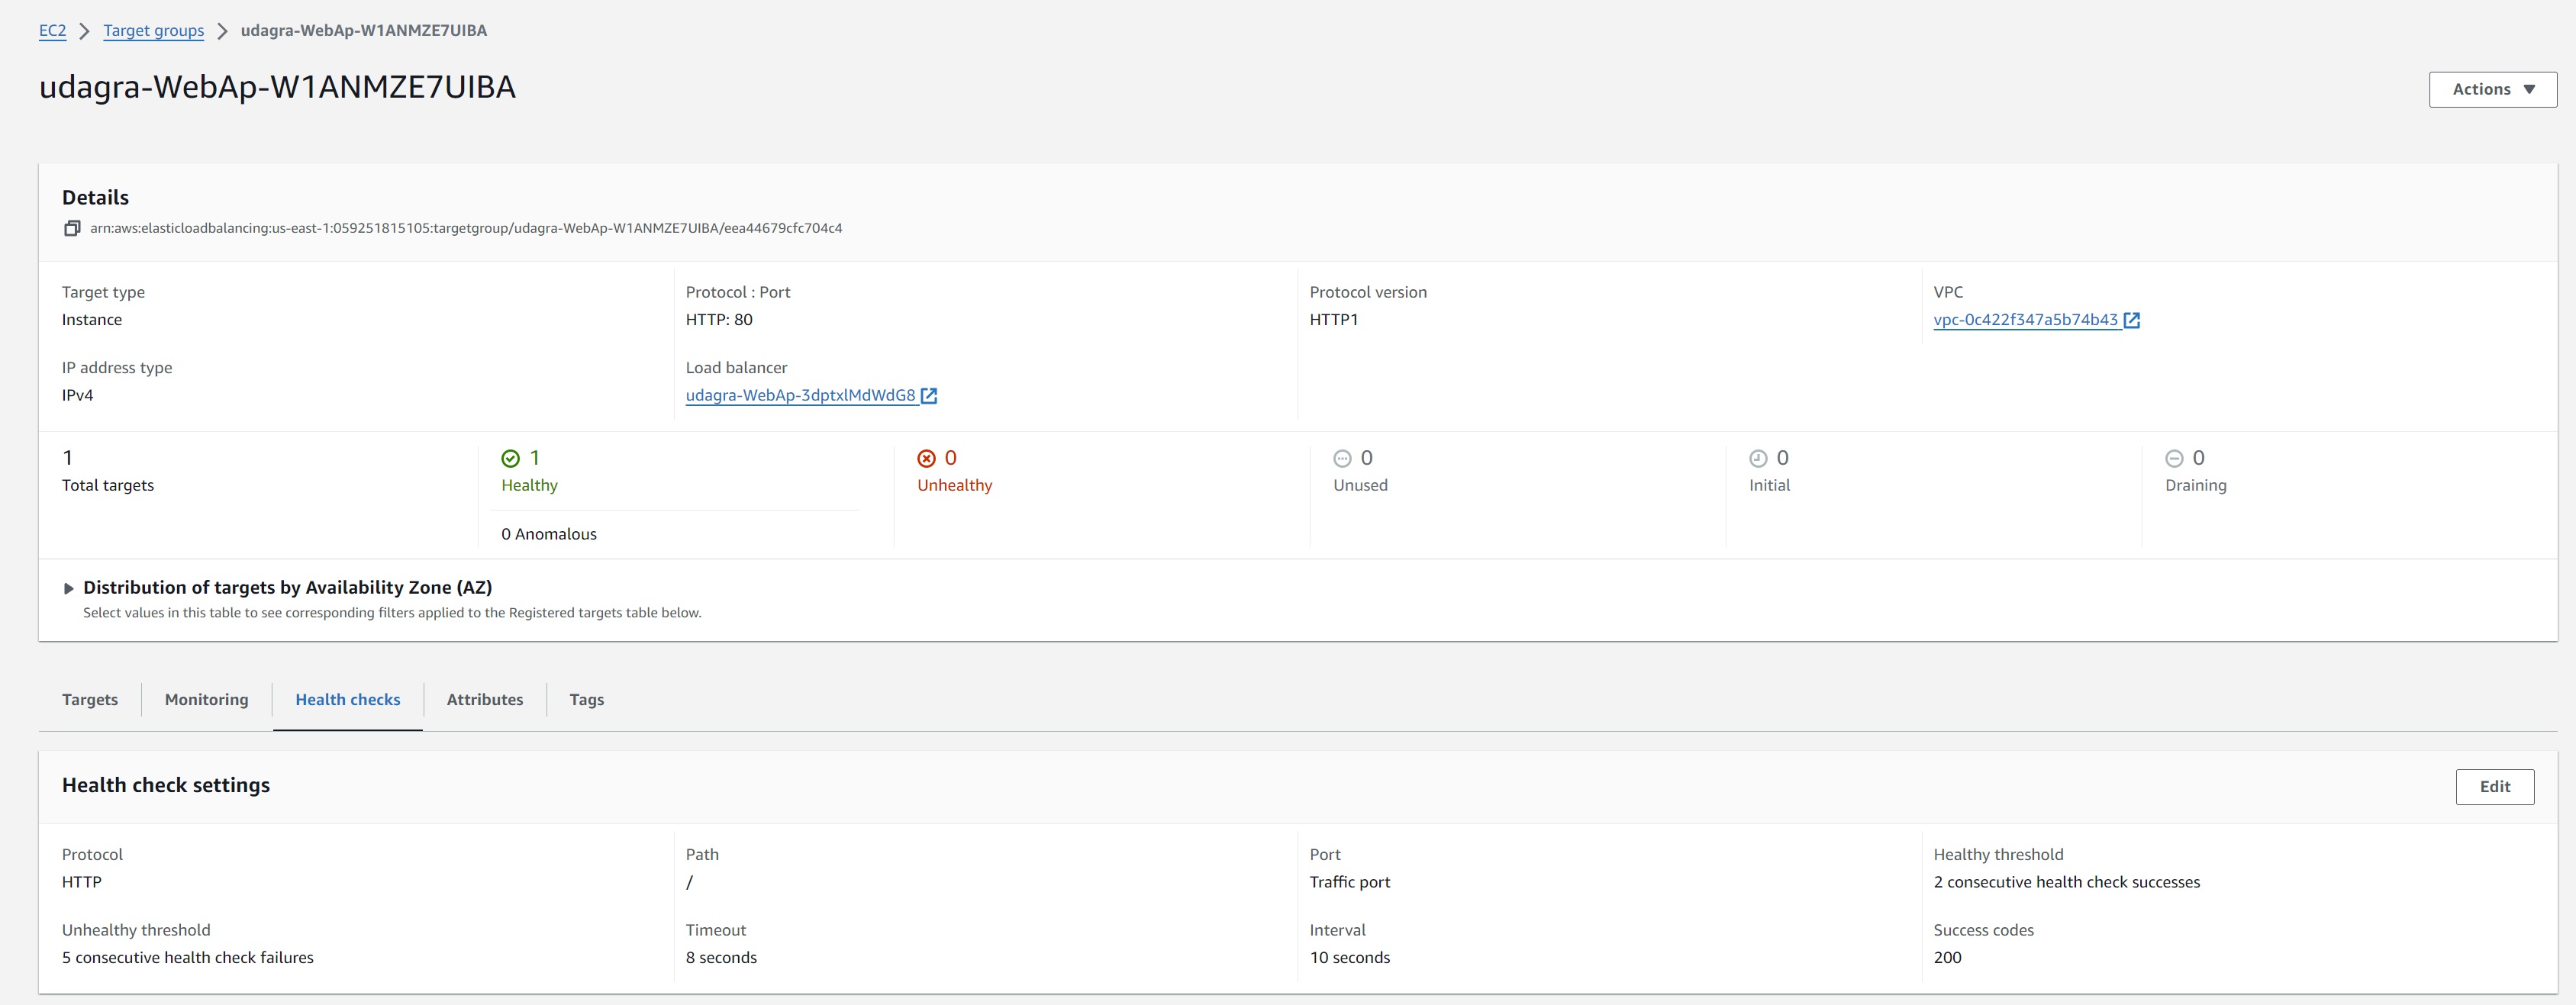 EC2 > Target groups > udagra-WebAp-W1ANMZE7UIBA
udagra-WebAp-W1ANMZE7UIBA
Actions
Details
arn:aws:elasticloadbalancing:us-east-1:059251815105:targetgroup/udagra-WebAp-W1ANMZE7UIBA/eea44679cfc704c4
Target type
Instance
Protocol : Port
HTTP: 80
Protocol version
HTTP1
VPC
vpc-0c422f347a5b74b43
IP address type
IPv4
Load balancer
udagra-WebAp-3dptxlMdWdG8
1
Total targets
1
Healthy
0 Anomalous
0
Unhealthy
0
Unused
0
Initial
0
Draining
Distribution of targets by Availability Zone (AZ)
Select values in this table to see corresponding filters applied to the Registered targets table below.
Targets
Monitoring
Health checks
Attributes
Tags
Health check settings
Edit
Protocol
HTTP
Path
/
Port
Traffic port
Healthy threshold
2 consecutive health check successes
Unhealthy threshold
5 consecutive health check failures
Timeout
8 seconds
Interval
10 seconds
Success codes
200